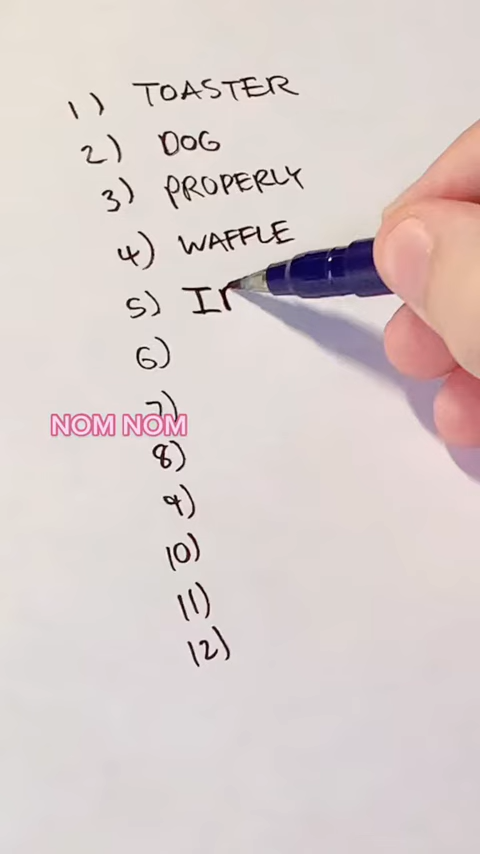 1) TOASTER
2) DOG
3) PROPERLY
4) WAFFLE
5) I
6)
7)
NOM NOM
8)
9)
10)
11)
12)